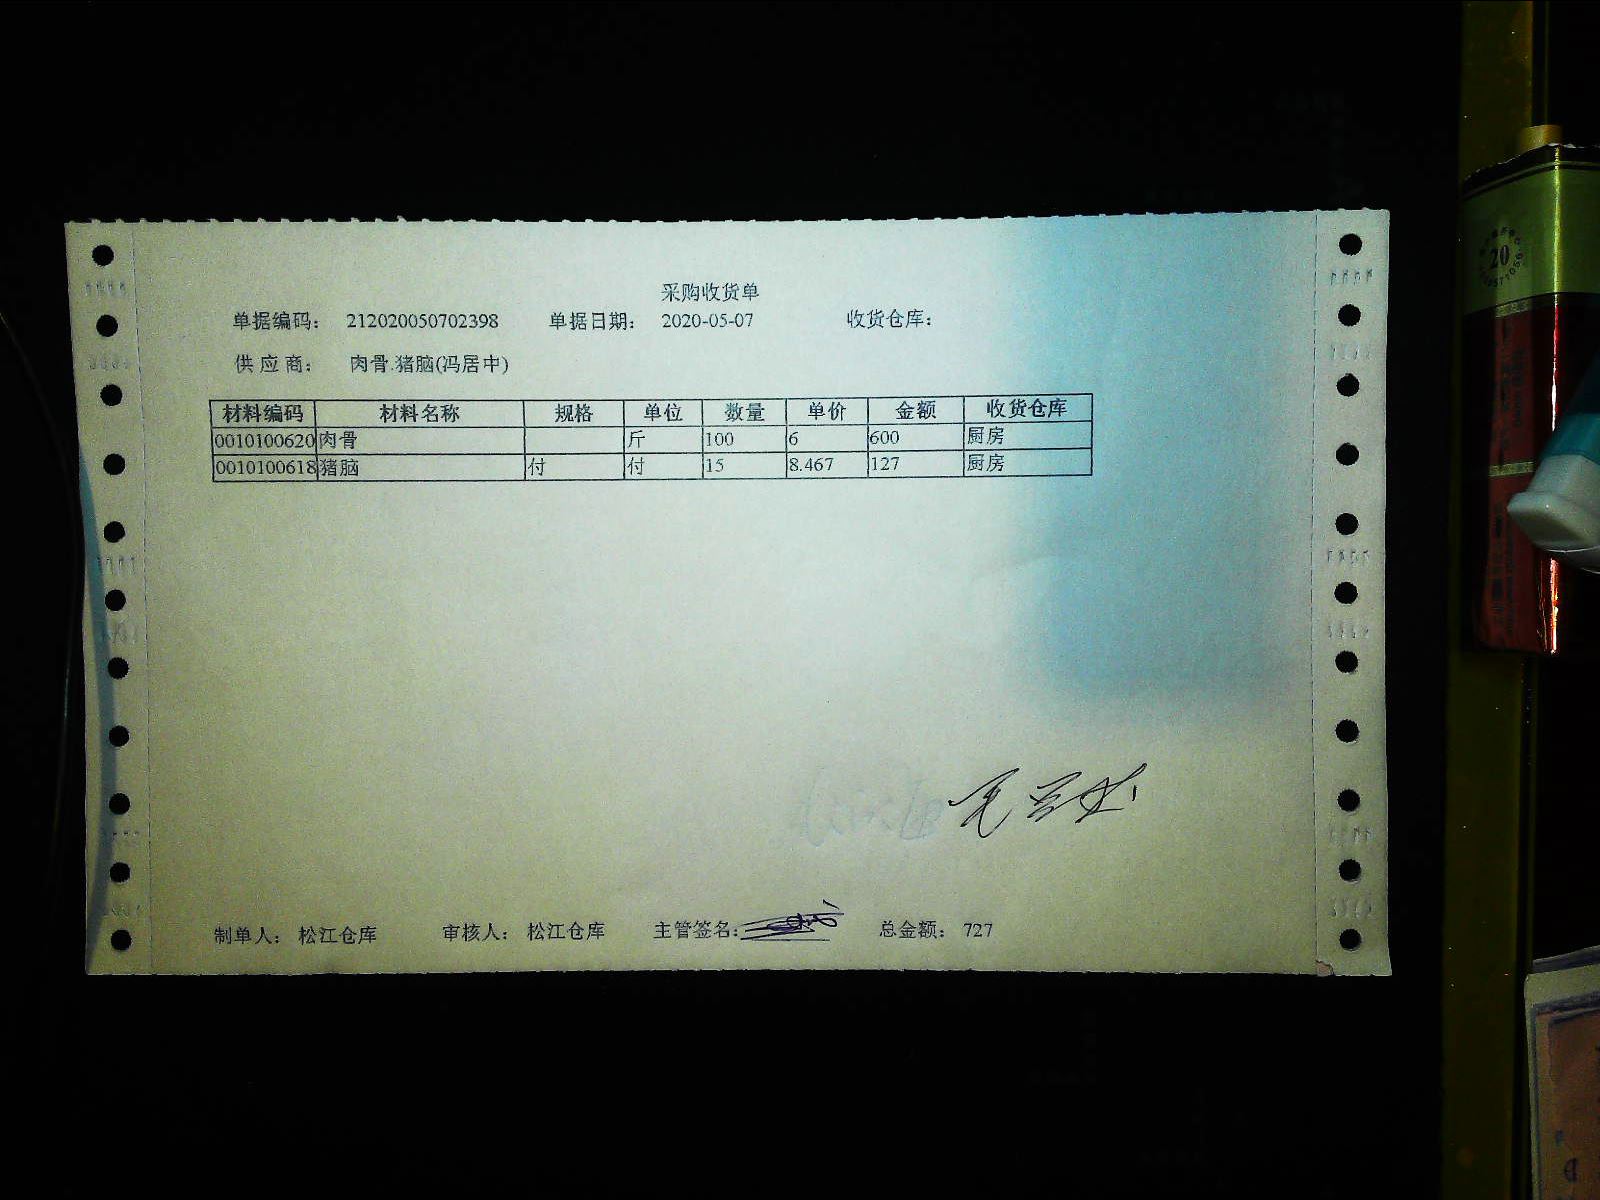 采购收货单
单据编码： 212020050702398 单据日期： 2020-05-07 收货仓库：
供 应 商： 肉骨.猪脑(冯居中)
材料编码 材料名称 规格 单位 数量 单价 金额 收货仓库
0010100620 肉骨 斤 100 6 600 厨房
0010100618 猪脑 付 付 15 8.467 127 厨房
制单人： 松江仓库 审核人： 松江仓库 主管签名： 总金额： 727
20